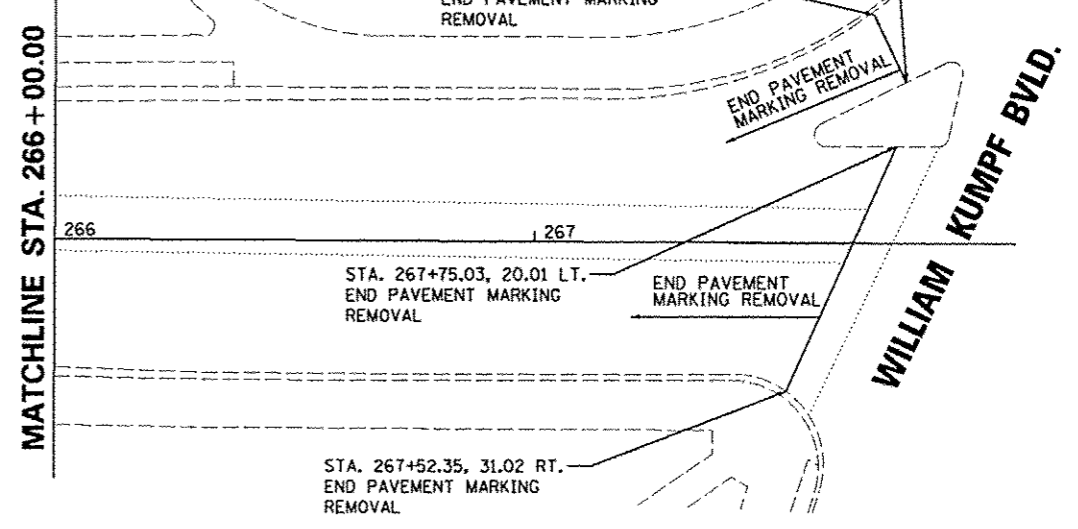 END PAVEMENT MARKING
REMOVAL
MATCHLINE STA. 266+00.00
END PAVEMENT
MARKING REMOVAL
WILLIAM KUMPF BVLD.
266
267
STA. 267+75.03, 20.01 LT.
END PAVEMENT MARKING
REMOVAL
END PAVEMENT
MARKING REMOVAL
STA. 267+52.35, 31.02 RT.
END PAVEMENT MARKING
REMOVAL